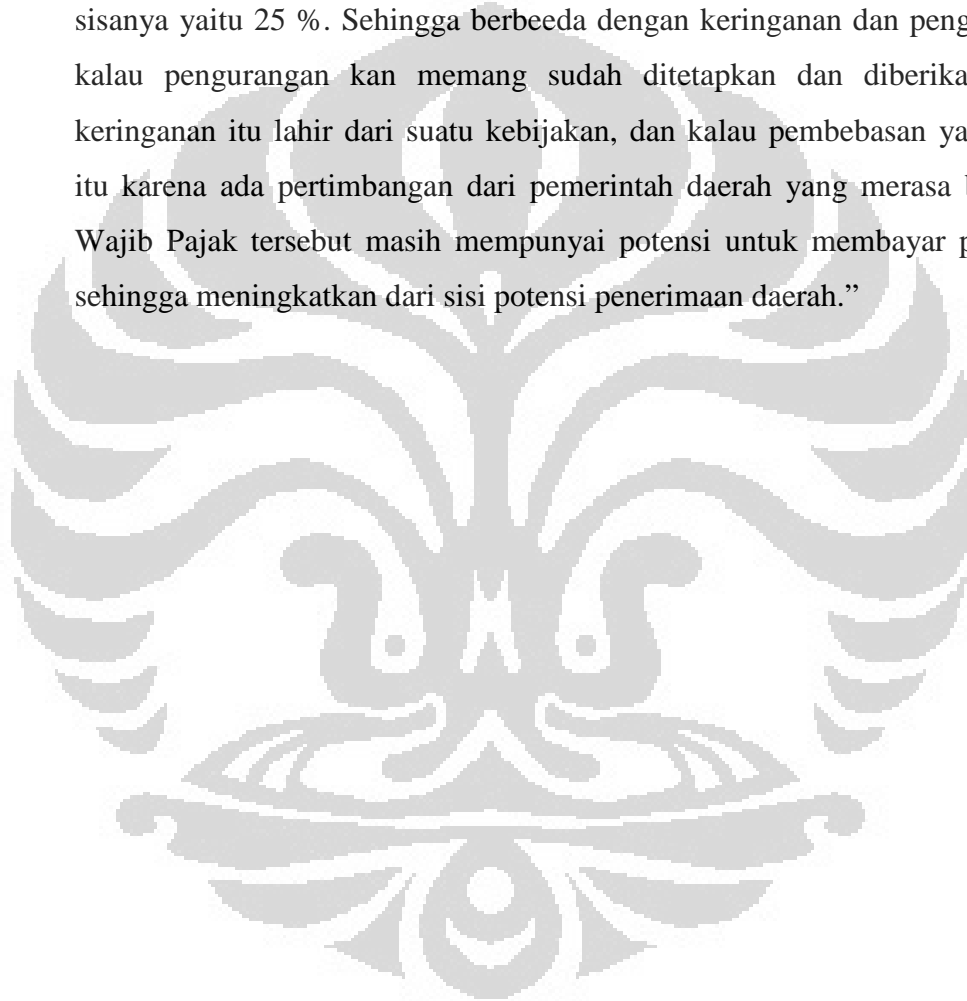 sisanya yaitu 25 %. Sehingga berbeeda dengan keringanan dan
kalau pengurangan kan memang sudah ditetapkan dan
keringanan itu lahir dari suatu kebijakan, dan kalau pembebasan
itu karena ada pertimbangan dari pemerintah daerah yang merasa
Wajib Pajak tersebut masih mempunyai potensi untuk membayar
sehingga meningkatkan dari sisi potensi penerimaan daerah.”